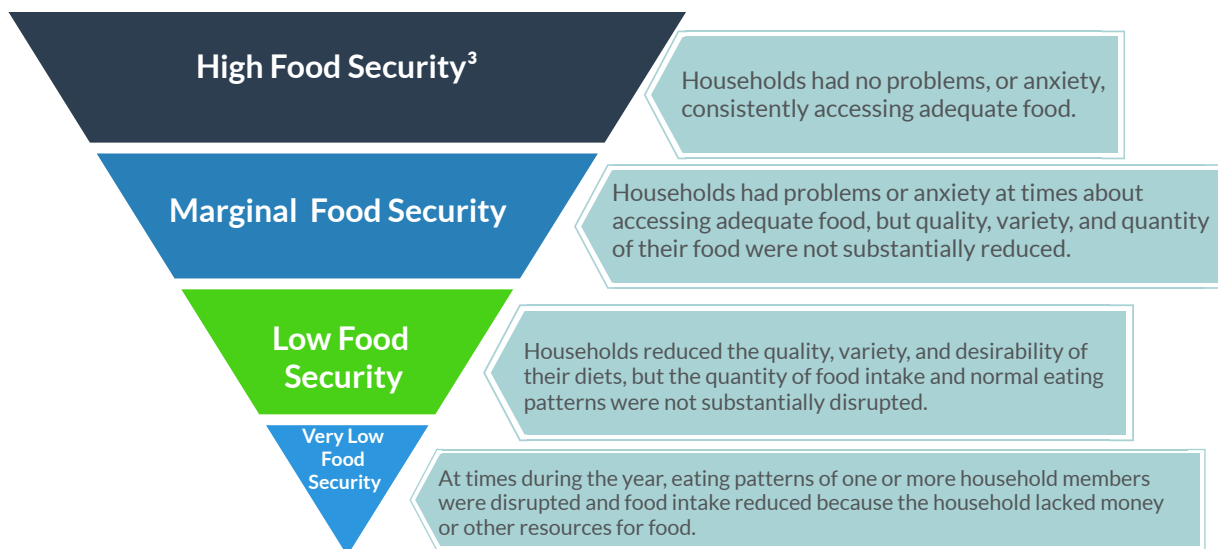 High Food Security³
Households had no problems, or anxiety,
consistently accessing adequate food.
Marginal  Food Security
Households had problems or anxiety at times about
accessing adequate food, but quality, variety, and quantity
of their food were not substantially reduced.
Low Food
Security
Households reduced the quality, variety, and desirability of
their diets, but the quantity of food intake and normal eating
patterns were not substantially disrupted.
Very Low
Food
Security
At times during the year, eating patterns of one or more household members
were disrupted and food intake reduced because the household lacked money
or other resources for food.